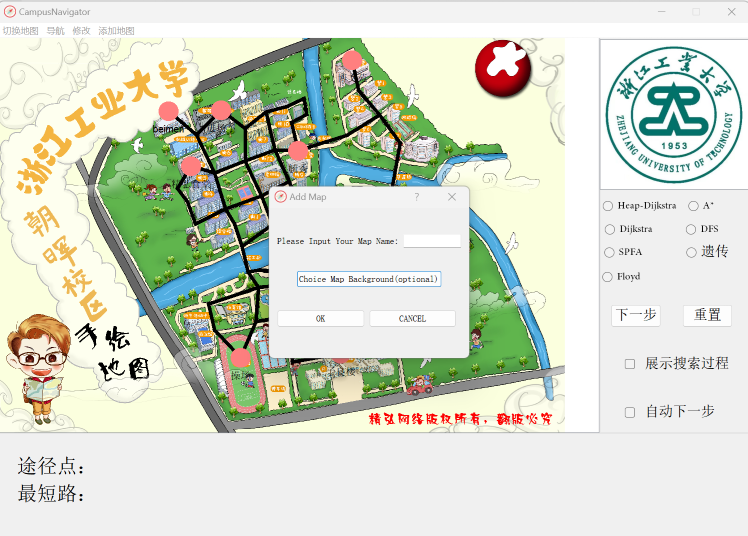 CampusNavigator
切换地图 导航 修改 添加地图
浙江工业大学
朝晖校区
手绘
地图
beimen
Add Map
Please Input Your Map Name:
Choice Map Background(optional)
OK CANCEL
精弘网络版权所有，翻版必究
浙江工业大学
ZHEJIANG UNIVERSITY OF TECHNOLOGY
1953
Heap-Dijkstra A*
Dijkstra DFS
SPFA 遗传
Floyd
下一步 重置
展示搜索过程
自动下一步
途径点：
最短路：